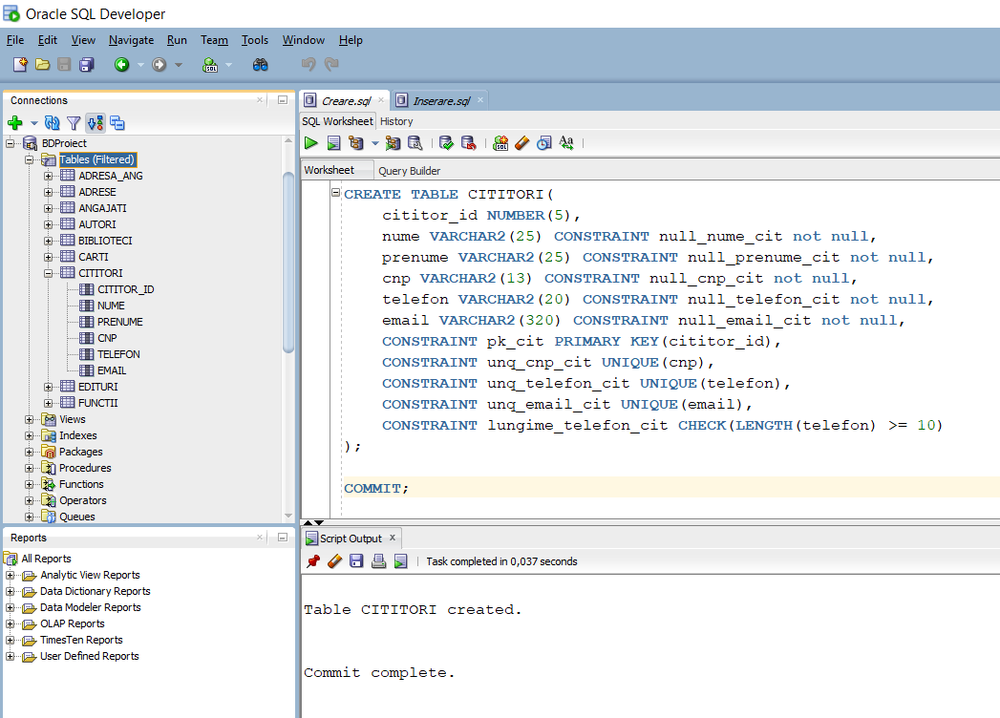 Oracle SQL Developer
File Edit View Navigate Run Team Tools Window Help
Connections
BDProject
Tables (Filtered)
ADRESA_ANG
ADRESE
ANGAJATI
AUTORI
BIBLIOTECI
CARTI
CITITORI
CITITOR_ID
NUME
PRENUME
CNP
TELEFON
EMAIL
EDITURI
FUNCTII
Views
Indexes
Packages
Procedures
Functions
Operators
Queues
Reports
All Reports
Analytic View Reports
Data Dictionary Reports
Data Modeler Reports
OLAP Reports
TimesTen Reports
User Defined Reports
Creare.sql Inserare.sql
SQL Worksheet History
Worksheet Query Builder
CREATE TABLE CITITORI(
cititor_id NUMBER(5),
nume VARCHAR2(25) CONSTRAINT null_nume_cit not null,
prenume VARCHAR2(25) CONSTRAINT null_prenume_cit not null,
cnp VARCHAR2(13) CONSTRAINT null_cnp_cit not null,
telefon VARCHAR2(20) CONSTRAINT null_telefon_cit not null,
email VARCHAR2(320) CONSTRAINT null_email_cit not null,
CONSTRAINT pk_cit PRIMARY KEY(cititor_id),
CONSTRAINT unq_cnp_cit UNIQUE(cnp),
CONSTRAINT unq_telefon_cit UNIQUE(telefon),
CONSTRAINT unq_email_cit UNIQUE(email),
CONSTRAINT lungime_telefon_cit CHECK(LENGTH(telefon) >= 10)
);
COMMIT;
Script Output x
Task completed in 0,037 seconds
Table CITITORI created.
Commit complete.